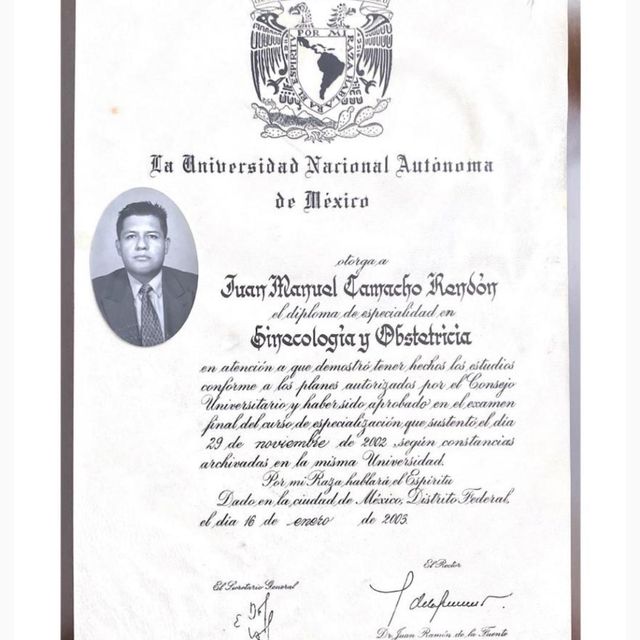 POR MI RAZA HABLARÁ EL ESPÍRITU
La Universidad Nacional Autónoma
de México
otorga a
Juan Manuel Camacho Rendón
el diploma de especialidad en
Ginecología y Obstetricia
en atención a que demostró tener hechos los estudios
conforme a los planes autorizados por el Consejo
Universitario y haber sido aprobado en el examen
final del curso de especialización que sustentó el día
29 de noviembre de 2002, según constancias
archivadas en la misma Universidad.
Por mi Raza hablará el Espíritu
Dado en la ciudad de México, Distrito Federal,
el día 16 de enero de 2003.
El Rector
El Secretario General
Dr. Juan Ramón de la Fuente